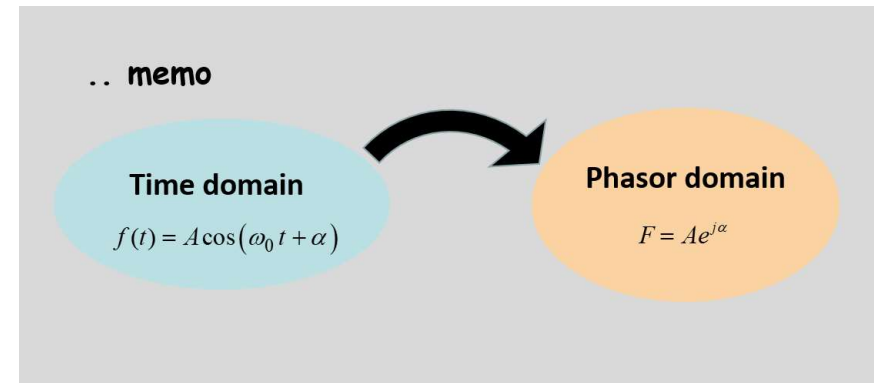 .. memo
Time domain
f(t) = A cos(ω₀ t + α)
Phasor domain
F = Ae^{jα}